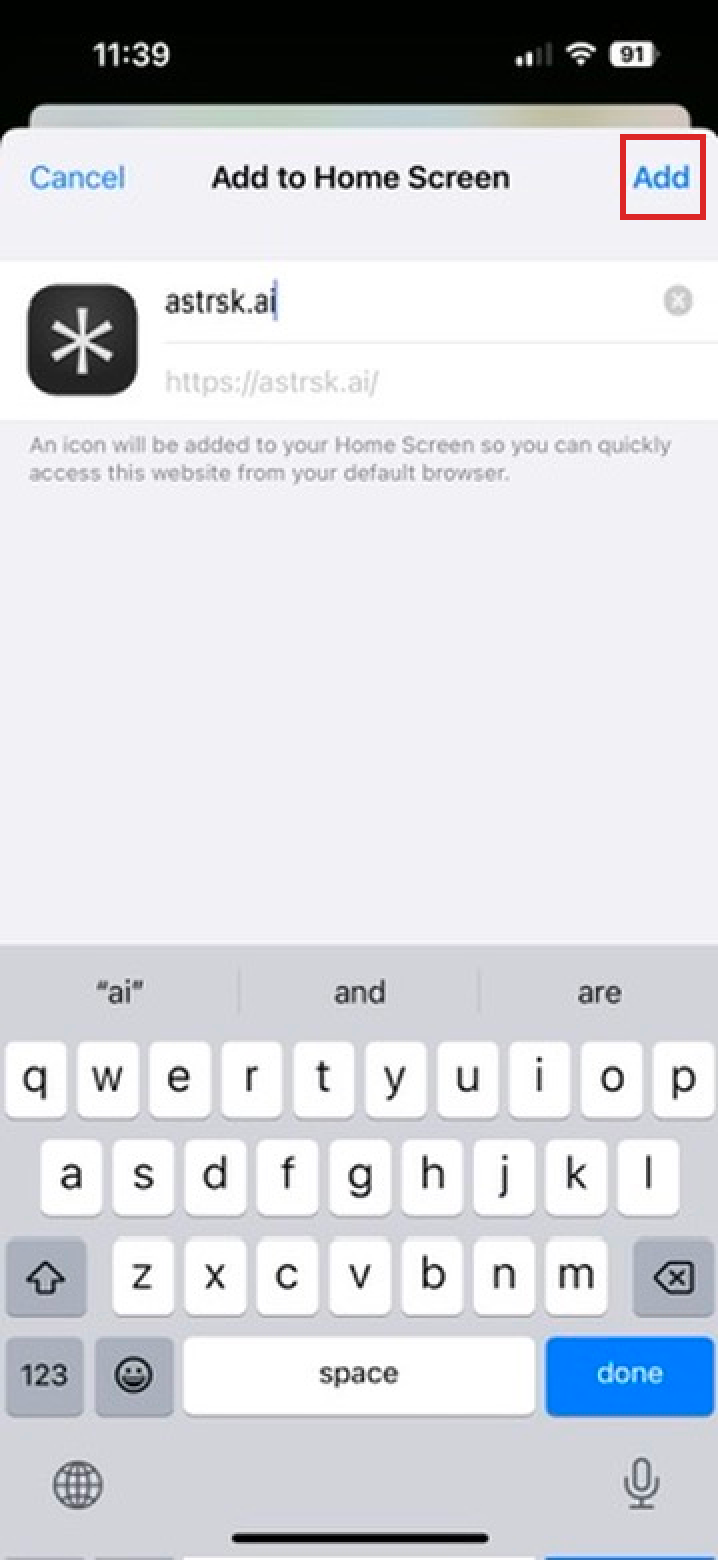 11:39
91
Cancel
Add to Home Screen
Add
astrsk.ai
https://astrsk.ai/
An icon will be added to your Home Screen so you can quickly
access this website from your default browser.
“ai”
and
are
q w e r t y u i o p
a s d f g h j k l
z x c v b n m
123
space
done